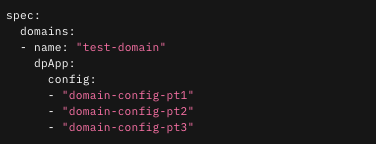 spec:
  domains:
  - name: "test-domain"
    dpApp:
      config:
      - "domain-config-pt1"
      - "domain-config-pt2"
      - "domain-config-pt3"